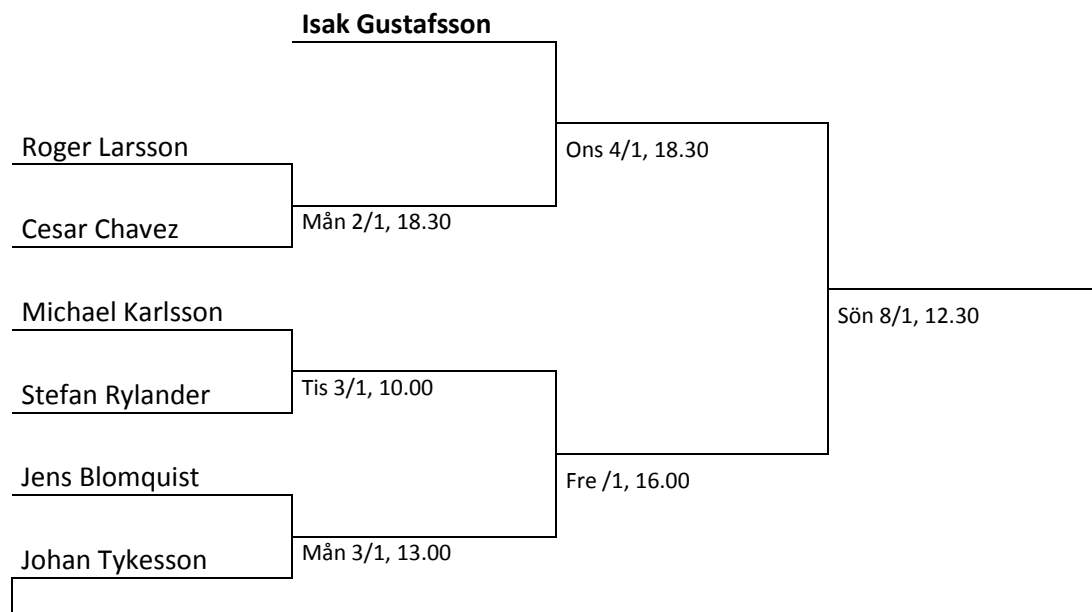 Isak Gustafsson
Roger Larsson
Ons 4/1, 18.30
Cesar Chavez
Mån 2/1, 18.30
Michael Karlsson
Sön 8/1, 12.30
Stefan Rylander
Tis 3/1, 10.00
Jens Blomquist
Fre /1, 16.00
Johan Tykesson
Mån 3/1, 13.00